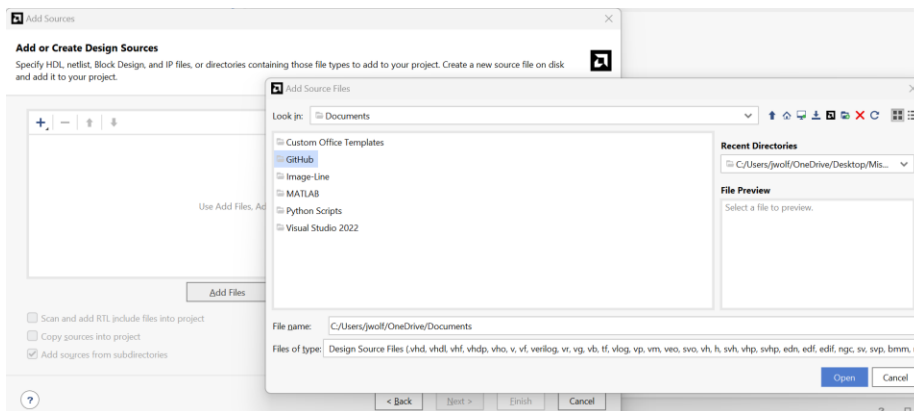 Add Sources
Add or Create Design Sources
Specify HDL, netlist, Block Design, and IP files, or directories containing those file types to add to your project. Create a new source file on disk
and add it to your project.
Add Source Files
Look in: Documents
Custom Office Templates
GitHub
Image-Line
MATLAB
Python Scripts
Visual Studio 2022
Recent Directories
C:/Users/jwolf/OneDrive/Desktop/Mis...
File Preview
Select a file to preview.
Use Add Files, Ad
Add Files
Scan and add RTL include files into project
Copy sources into project
Add sources from subdirectories
File name: C:/Users/jwolf/OneDrive/Documents
Files of type: Design Source Files (.vhd, vhdl, vhf, vhdp, vho, v, vf, verilog, vr, vg, vb, tf, vlog, vp, vm, veo, svo, vh, h, svh, vhp, svhp, edn, edf, edif, ngc, sv, svp, bmm,
Open
Cancel
?
< Back
Next >
Finish
Cancel